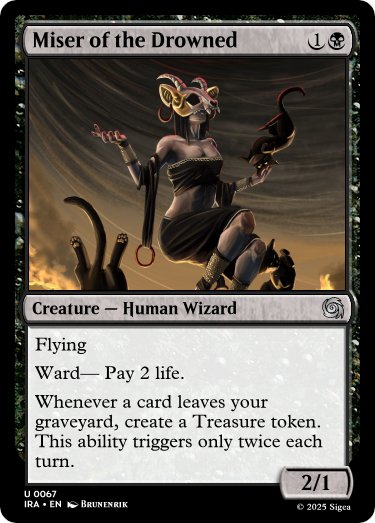 Miser of the Drowned 1
Creature — Human Wizard
Flying
Ward— Pay 2 life.
Whenever a card leaves your
graveyard, create a Treasure token.
This ability triggers only twice each
turn.
2/1
U 0067
IRA • EN Brunenrik
© 2025 Sigea